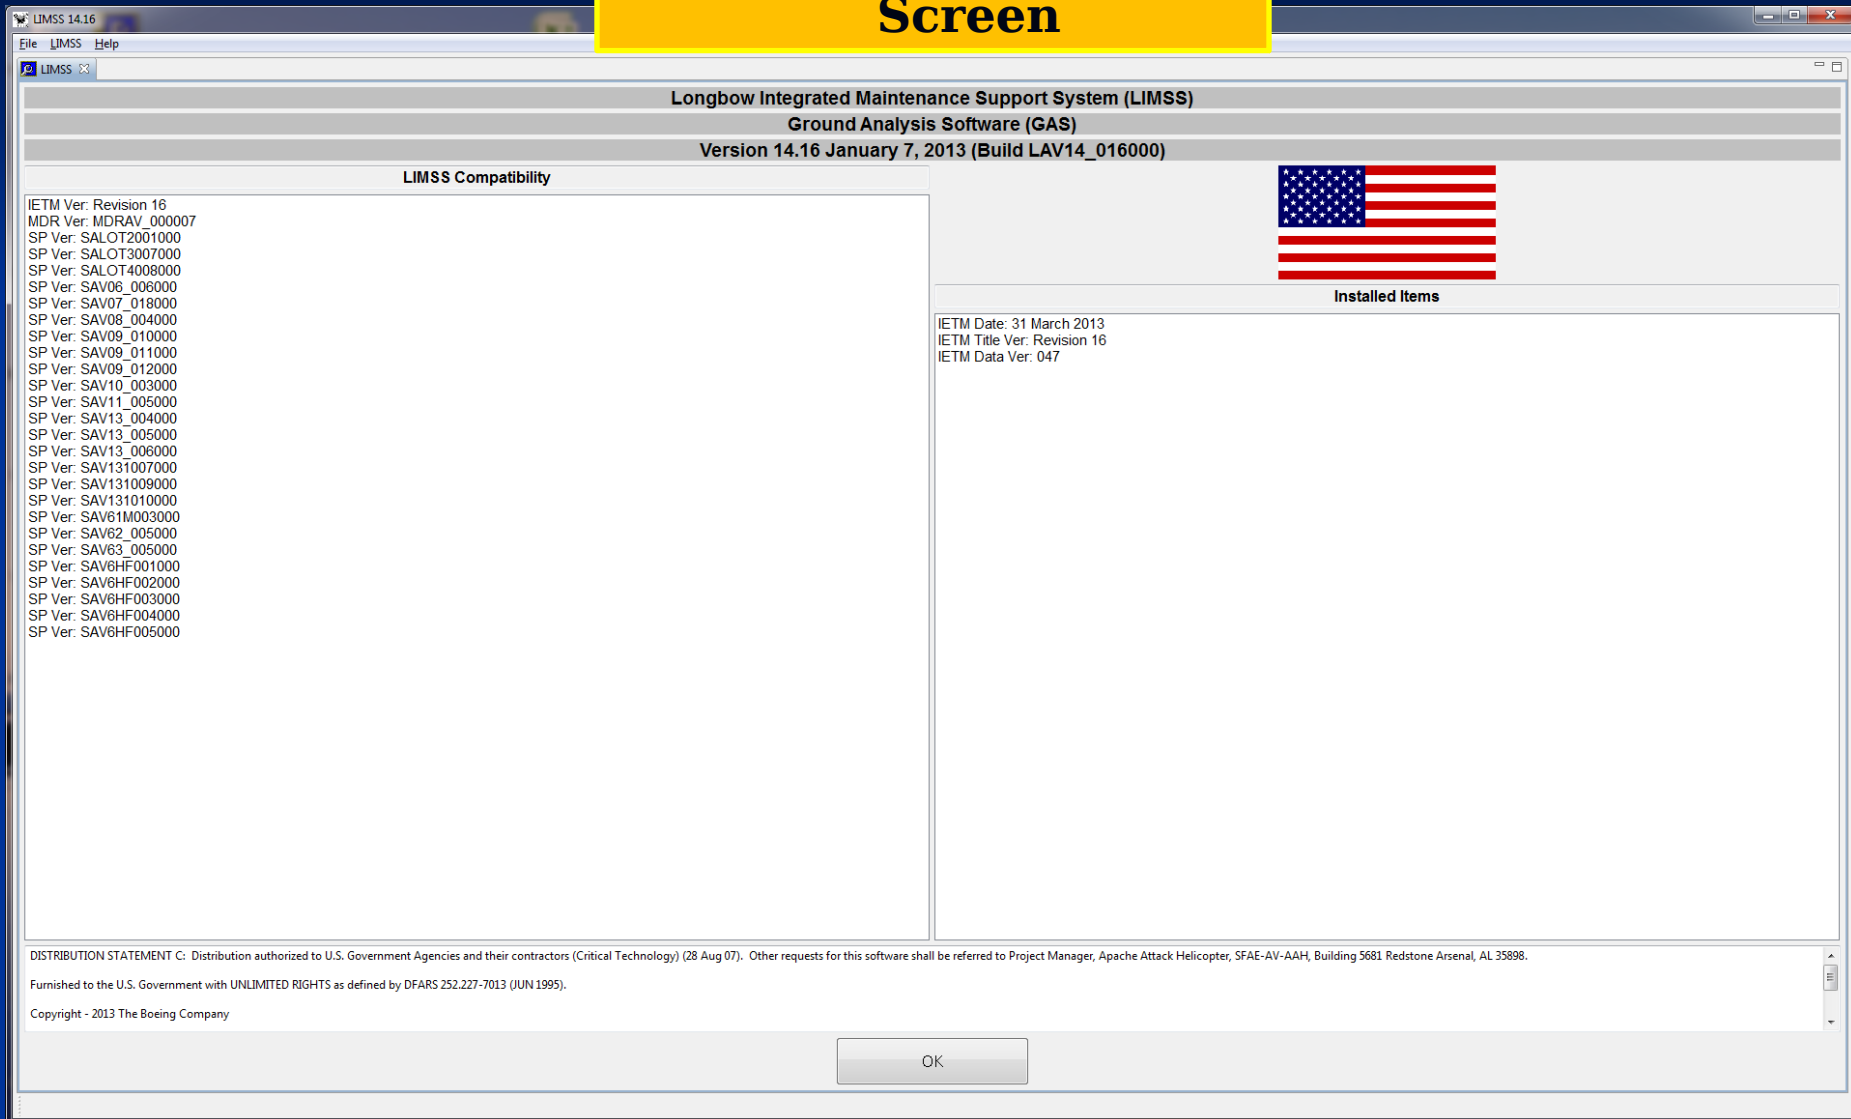 Screen
LIMSS 14.16
File LIMSS Help
LIMSS
Longbow Integrated Maintenance Support System (LIMSS)
Ground Analysis Software (GAS)
Version 14.16 January 7, 2013 (Build LAV14_016000)
LIMSS Compatibility
IETM Ver: Revision 16
MDR Ver: MDRAV_000007
SP Ver: SALOT2001000
SP Ver: SALOT3007000
SP Ver: SALOT4008000
SP Ver: SAV06_006000
SP Ver: SAV07_018000
SP Ver: SAV08_004000
SP Ver: SAV09_010000
SP Ver: SAV09_011000
SP Ver: SAV09_012000
SP Ver: SAV10_003000
SP Ver: SAV11_005000
SP Ver: SAV13_004000
SP Ver: SAV13_005000
SP Ver: SAV13_006000
SP Ver: SAV131007000
SP Ver: SAV131009000
SP Ver: SAV131010000
SP Ver: SAV61M003000
SP Ver: SAV62_005000
SP Ver: SAV63_005000
SP Ver: SAV6HF001000
SP Ver: SAV6HF002000
SP Ver: SAV6HF003000
SP Ver: SAV6HF004000
SP Ver: SAV6HF005000
Installed Items
IETM Date: 31 March 2013
IETM Title Ver: Revision 16
IETM Data Ver: 047
DISTRIBUTION STATEMENT C: Distribution authorized to U.S. Government Agencies and their contractors (Critical Technology) (28 Aug 07). Other requests for this software shall be referred to Project Manager, Apache Attack Helicopter, SFAE-AV-AAH, Building 5681 Redstone Arsenal, AL 35898.
Furnished to the U.S. Government with UNLIMITED RIGHTS as defined by DFARS 252.227-7013 (JUN 1995).
Copyright - 2013 The Boeing Company
OK